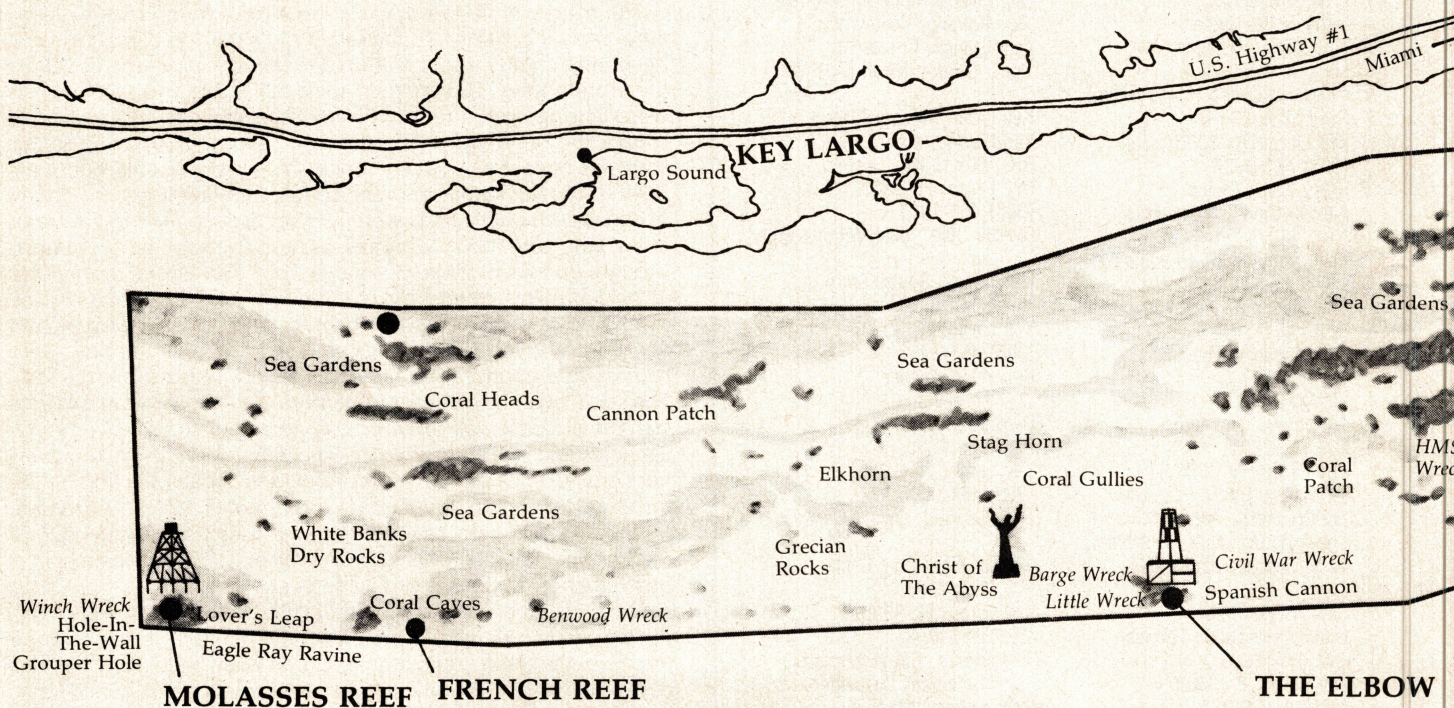 U.S. Highway #1
Miami
KEY LARGO
Largo Sound
Sea Gardens
Sea Gardens
Sea Gardens
Coral Heads
Cannon Patch
Stag Horn
Elkhorn
Coral Gullies
HMS
Coral
Patch
Sea Gardens
White Banks
Dry Rocks
Grecian
Rocks
Christ of
The Abyss
Barge Wreck
Little Wreck
Civil War Wreck
Spanish Cannon
Winch Wreck
Hole-In-
The-Wall
Grouper Hole
Lover's Leap
Eagle Ray Ravine
Coral Caves
Benwood Wreck
MOLASSES REEF
FRENCH REEF
THE ELBOW